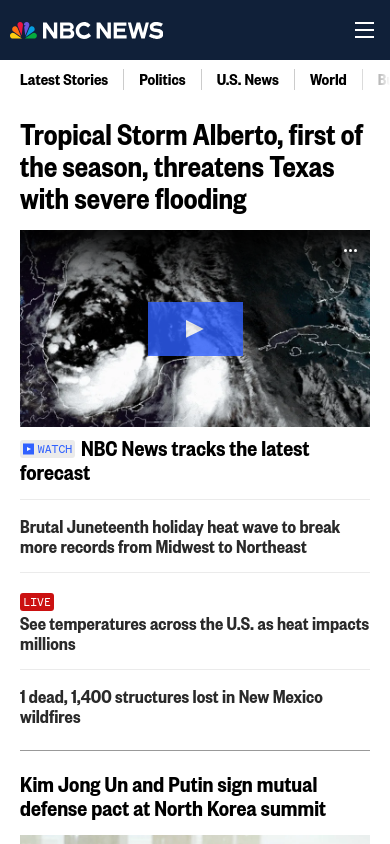 NBC NEWS
Latest Stories
Politics
U.S. News
World
Tropical Storm Alberto, first of
the season, threatens Texas
with severe flooding
WATCH NBC News tracks the latest
forecast
Brutal Juneteenth holiday heat wave to break
more records from Midwest to Northeast
LIVE
See temperatures across the U.S. as heat impacts
millions
1 dead, 1,400 structures lost in New Mexico
wildfires
Kim Jong Un and Putin sign mutual
defense pact at North Korea summit